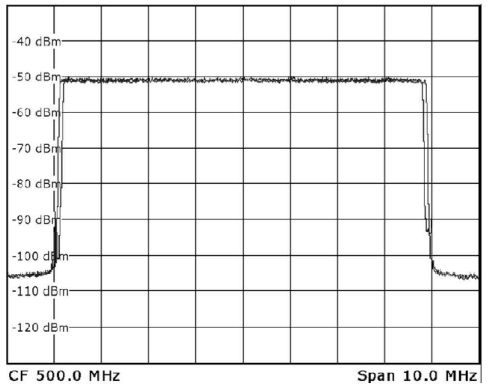 -40 dBm
-50 dBm
-60 dBm
-70 dBm
-80 dBm
-90 dBm
-100 dBm
-110 dBm
-120 dBm
CF 500.0 MHz Span 10.0 MHz